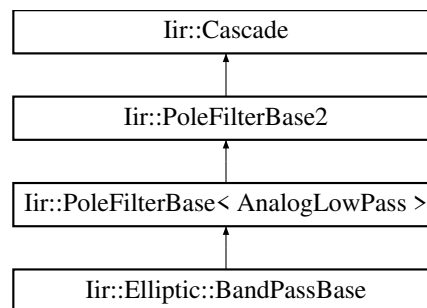 Iir::Cascade
Iir::PoleFilterBase2
Iir::PoleFilterBase< AnalogLowPass >
Iir::Elliptic::BandPassBase